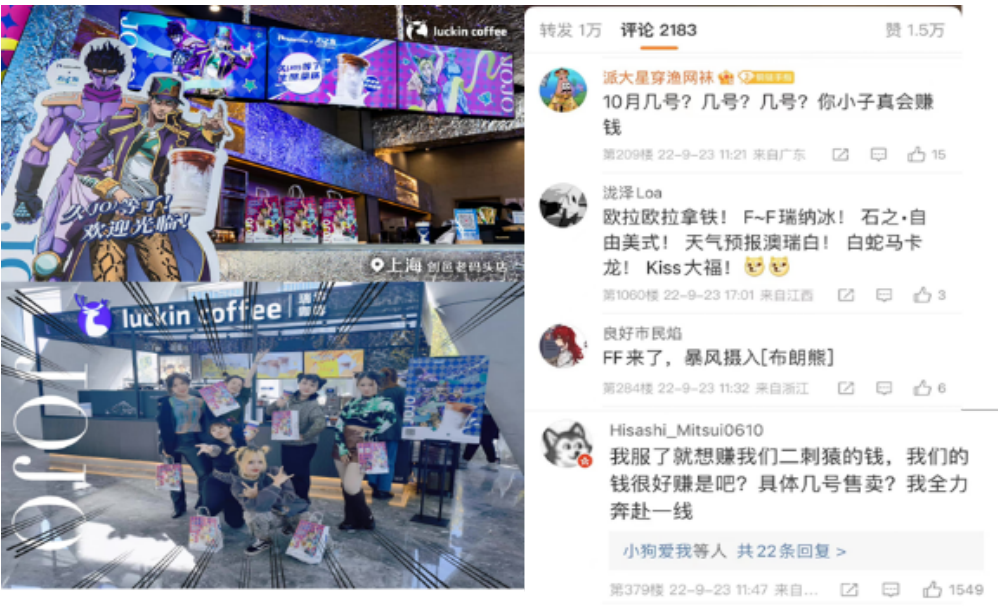 luckin coffee
JOJO
久JO等了!
欢迎光临!
上海 创邑老码头店
luckin coffee
JOJO
转发 1万 评论 2183 赞 1.5万
派大星穿渔网袜
10月几号? 几号? 几号? 你小子真会赚
钱
第209楼 22-9-23 11:21 来自广东 15
泷泽Loa
欧拉欧拉拿铁! F~F瑞纳冰! 石之·自
由美式! 天气预报澳瑞白! 白蛇马卡
龙! Kiss大福!
第1060楼 22-9-23 17:01 来自江西 3
良好市民焰
FF来了，暴风摄入[布朗熊]
第284楼 22-9-23 11:32 来自浙江 6
Hisashi_Mitsui0610
我服了就想赚我们二刺猿的钱，我们的
钱很好赚是吧? 具体几号售卖? 我全力
奔赴一线
小狗爱我等人 共22条回复 >
第379楼 22-9-23 11:47 来自... 1549